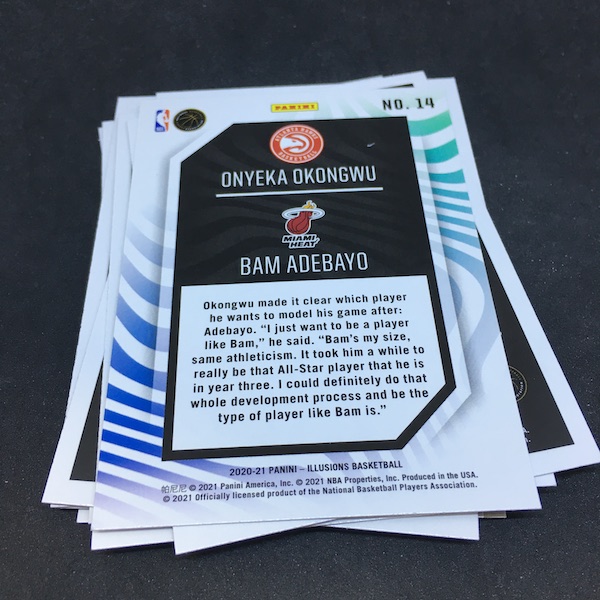 PANINI
NO. 14
ATLANTA HAWKS
BASKETBALL
ONYEKA OKONGWU
MIAMI
HEAT
BAM ADEBAYO
Okongwu made it clear which player
he wants to model his game after:
Adebayo. “I just want to be a player
like Bam,” he said. “Bam’s my size,
same athleticism. It took him a while to
really be that All-Star player that he is
in year three. I could definitely do that
whole development process and be the
type of player like Bam is.”
2020-21 PANINI – ILLUSIONS BASKETBALL
帕尼尼 © 2021 Panini America, Inc. © 2021 NBA Properties, Inc. Produced in the USA.
© 2021 Officially licensed product of the National Basketball Players Association.